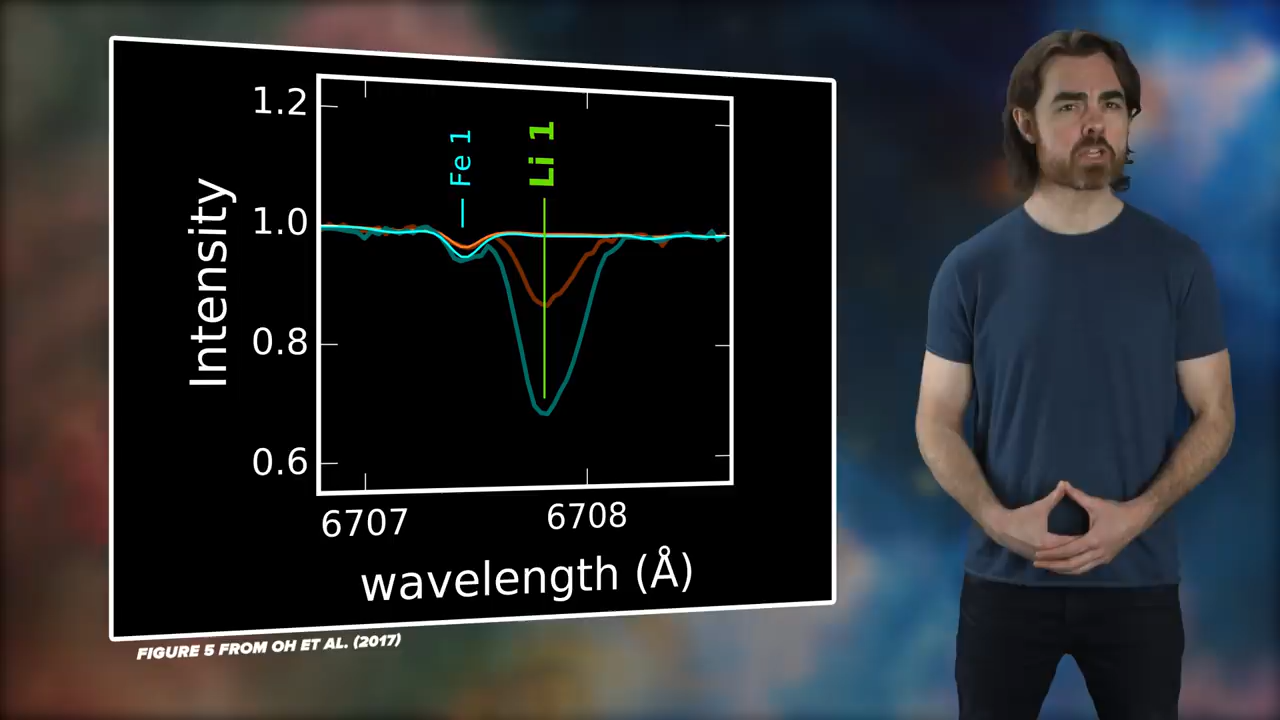 1.2
1.0
0.8
0.6
Intensity
Fe 1
Li 1
6707
6708
wavelength (Å)
FIGURE 5 FROM OH ET AL. (2017)